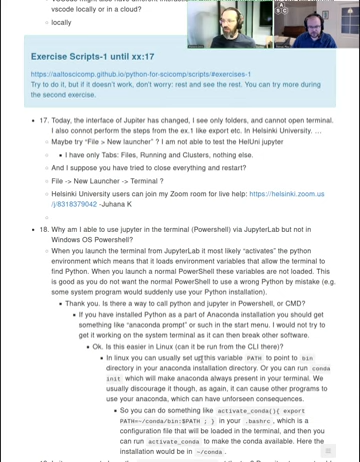 vscode locally or in a cloud?
locally
Exercise Scripts-1 until xx:17
https://aaltoscicomp.github.io/python-for-scicomp/scripts/#exercises-1
Try to do it, but if it doesn't work, don't worry: rest and see the rest. You can try more during
the second exercise.
17. Today, the interface of Jupiter has changed, I see only folders, and cannot open terminal.
I also connot perform the steps from the ex.1 like export etc. In Helsinki University. ...
Maybe try "File > New launcher" ? I am not able to test the HelUni jupyter
I have only Tabs: Files, Running and Clusters, nothing else.
And I suppose you have tried to close everything and restart?
File -> New Launcher -> Terminal ?
Helsinki University users can join my Zoom room for live help: https://helsinki.zoom.us
/j/8318379042 -Juhana K
18. Why am I able to use jupyter in the terminal (Powershell) via JupyterLab but not in
Windows OS Powershell?
When you launch the terminal from JupyterLab it most likely "activates" the python
environment which means that it loads environment variables that allow the terminal to
find Python. When you launch a normal PowerShell these variables are not loaded. This
is good as you do not want the normal PowerShell to use a wrong Python by mistake (e.g.
some system program would suddenly use your Python installation).
Thank you. Is there a way to call python and jupyter in Powershell, or CMD?
If you have installed Python as a part of Anaconda installation you should get
something like "anaconda prompt" or such in the start menu. I would not try to
get it working on the system terminal as it can then break other software.
Ok. Is this easier in Linux (can it be run from the CLI there)?
In linux you can usually set up this variable PATH to point to bin
directory in your anaconda installation directory. Or you can run conda
init which will make anaconda always present in your terminal. We
usually discourage it though, as again, it can cause other programs to
use your anaconda, which can have unforseen consequences.
So you can do something like activate_conda(){ export
PATH=~/conda/bin:$PATH ; } in your .bashrc, which is a
configuration file that will be loaded in the terminal, and then you
can run activate_conda to make the conda available. Here the
installation would be in ~/conda.